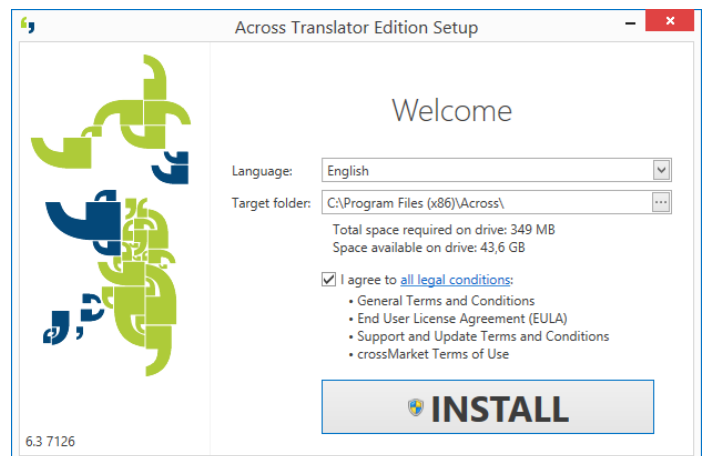 Across Translator Edition Setup
Welcome
Language: English
Target folder: C:\Program Files (x86)\Across\ ...
Total space required on drive: 349 MB
Space available on drive: 43,6 GB
I agree to all legal conditions:
• General Terms and Conditions
• End User License Agreement (EULA)
• Support and Update Terms and Conditions
• crossMarket Terms of Use
INSTALL
6.3 7126